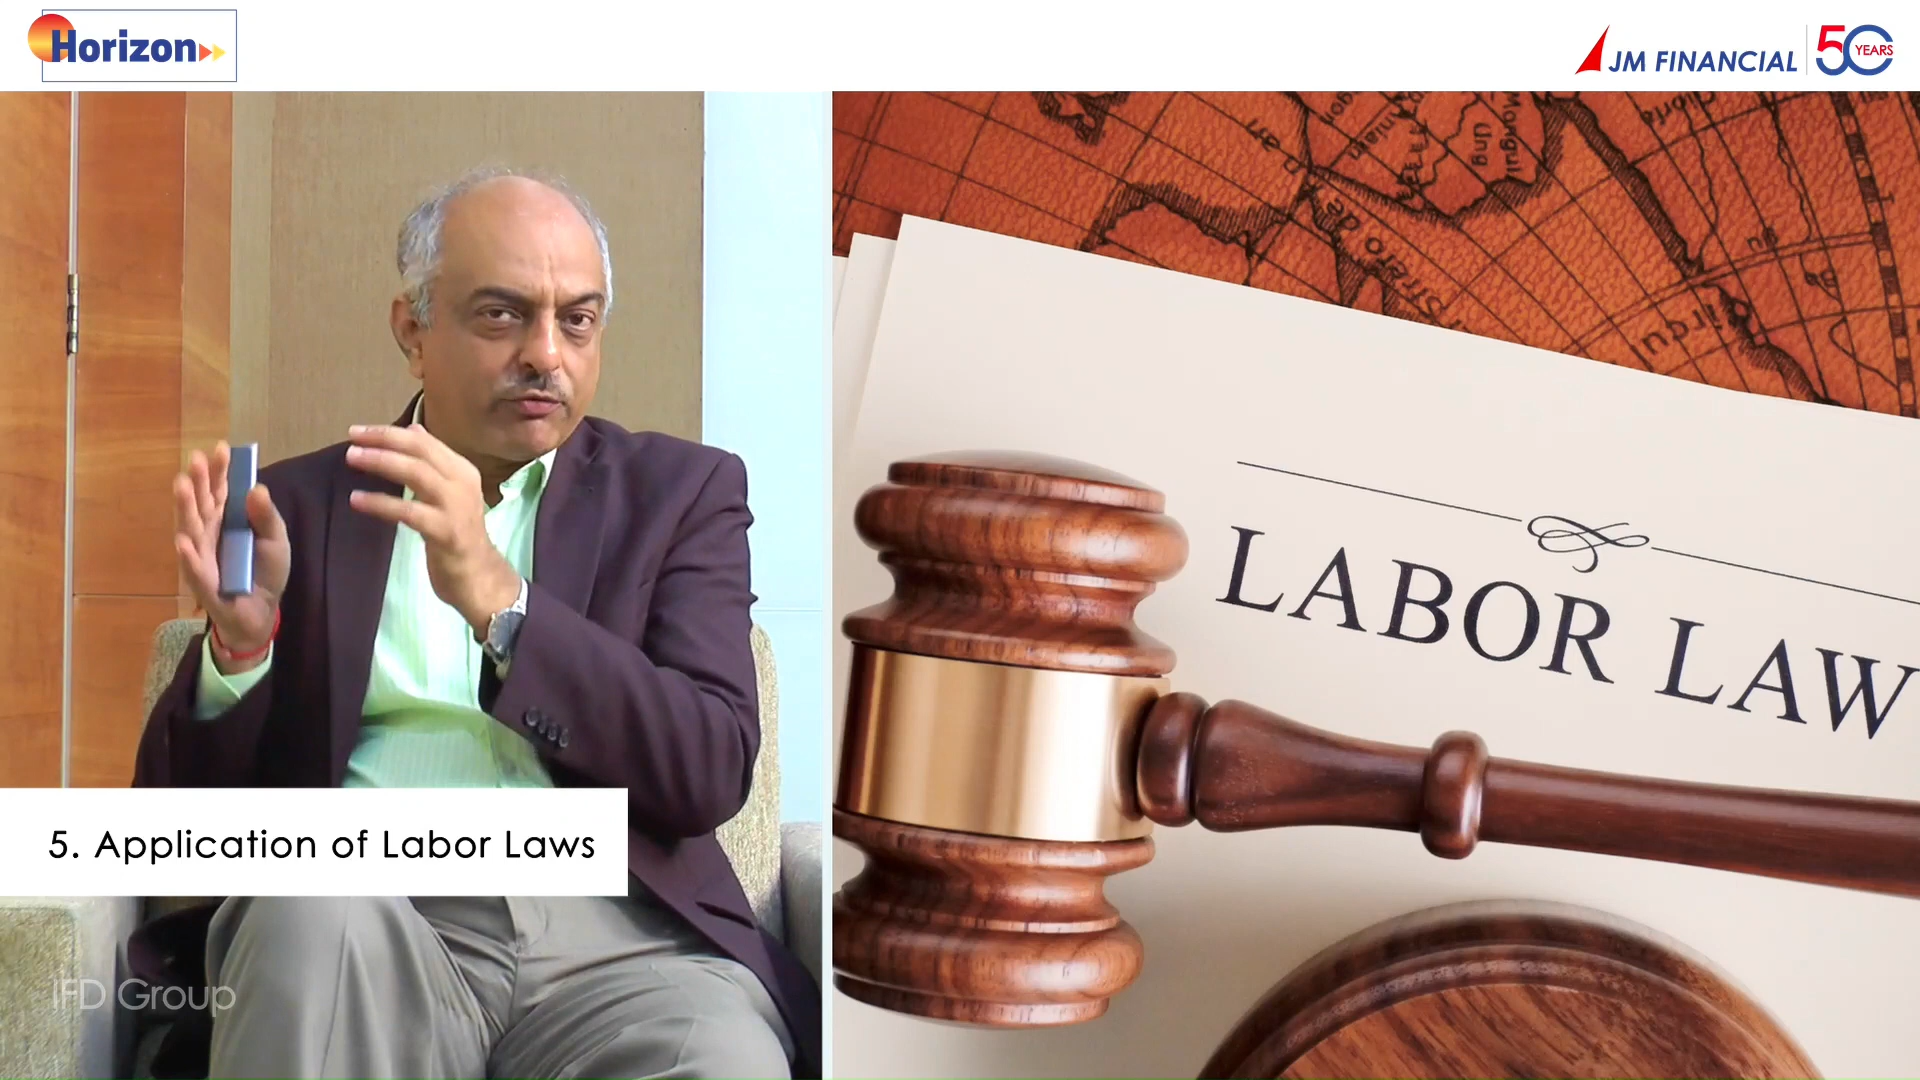 Horizon
JM FINANCIAL
50 YEARS
LABOR LAW
5. Application of Labor Laws
IFD Group